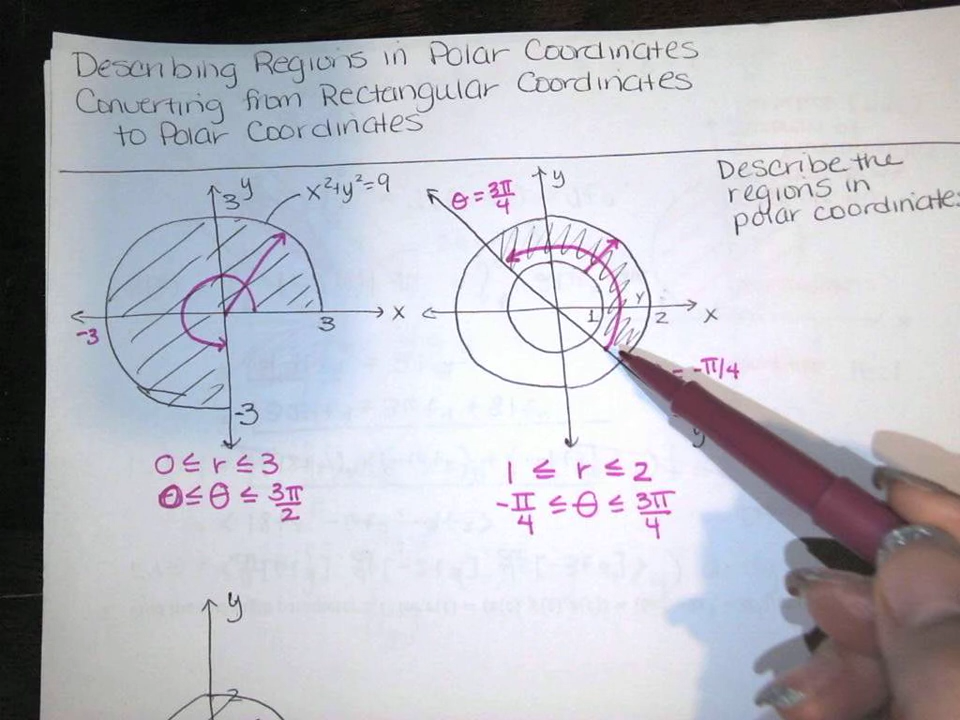 Describing Regions in Polar Coordinates
Converting from Rectangular Coordinates
to Polar Coordinates
Describe the
regions in
polar coordinates
3 y
x²+y²=9
-3
3
x
-3
0 ≤ r ≤ 3
0 ≤ θ ≤ 3π/2
θ = 3π/4
y
1
2
x
= -π/4
y
1 ≤ r ≤ 2
-π/4 ≤ θ ≤ 3π/4
y
2